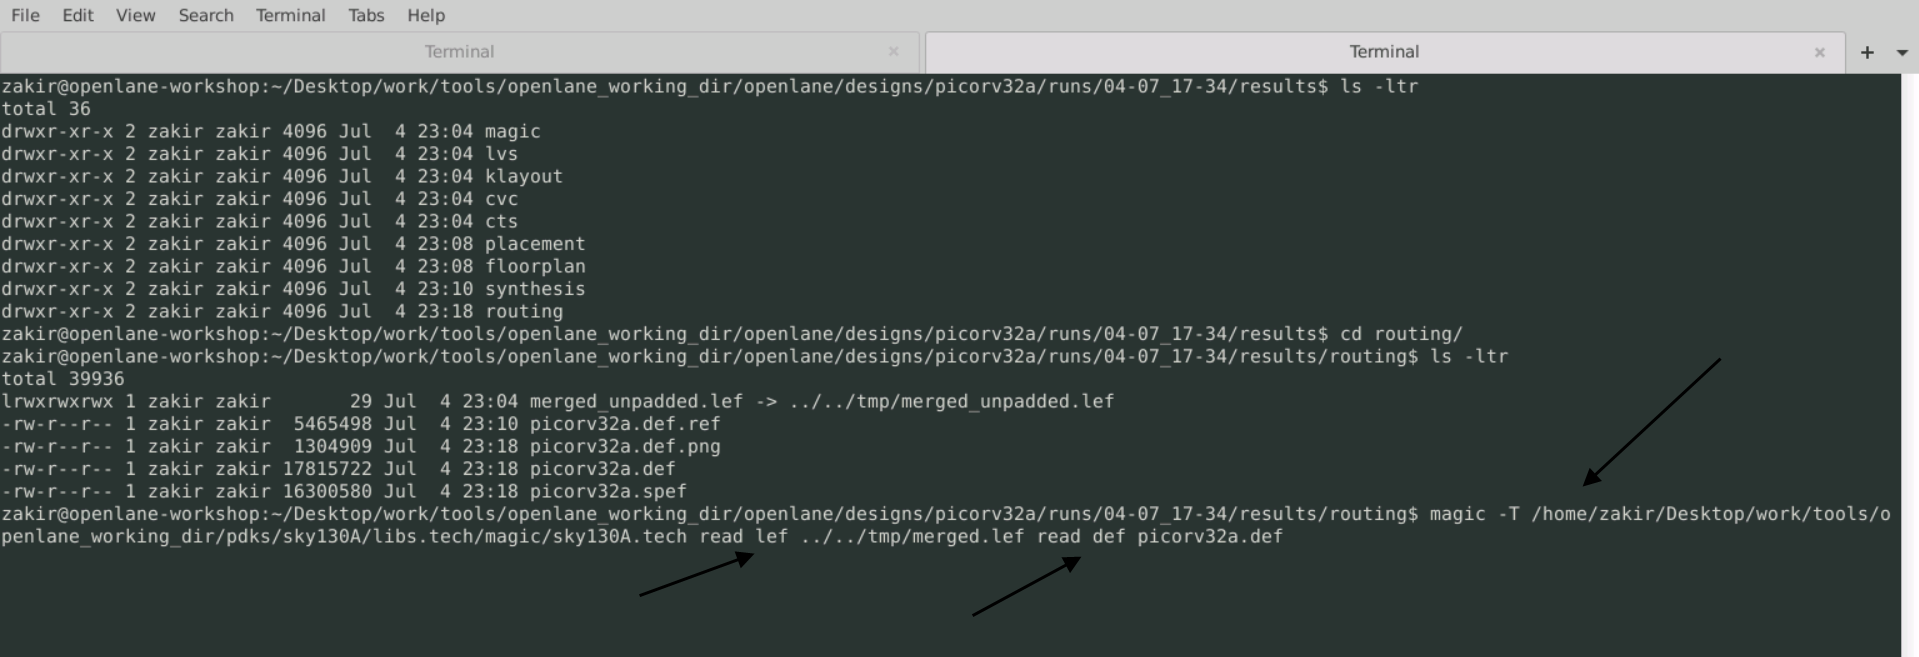 File Edit View Search Terminal Tabs Help
Terminal × Terminal × +
zakir@openlane-workshop:~/Desktop/work/tools/openlane_working_dir/openlane/designs/picorv32a/runs/04-07_17-34/results$ ls -ltr
total 36
drwxr-xr-x 2 zakir zakir 4096 Jul  4 23:04 magic
drwxr-xr-x 2 zakir zakir 4096 Jul  4 23:04 lvs
drwxr-xr-x 2 zakir zakir 4096 Jul  4 23:04 klayout
drwxr-xr-x 2 zakir zakir 4096 Jul  4 23:04 cvc
drwxr-xr-x 2 zakir zakir 4096 Jul  4 23:04 cts
drwxr-xr-x 2 zakir zakir 4096 Jul  4 23:08 placement
drwxr-xr-x 2 zakir zakir 4096 Jul  4 23:08 floorplan
drwxr-xr-x 2 zakir zakir 4096 Jul  4 23:10 synthesis
drwxr-xr-x 2 zakir zakir 4096 Jul  4 23:18 routing
zakir@openlane-workshop:~/Desktop/work/tools/openlane_working_dir/openlane/designs/picorv32a/runs/04-07_17-34/results$ cd routing/
zakir@openlane-workshop:~/Desktop/work/tools/openlane_working_dir/openlane/designs/picorv32a/runs/04-07_17-34/results/routing$ ls -ltr
total 39936
lrwxrwxrwx 1 zakir zakir       29 Jul  4 23:04 merged_unpadded.lef -> ../../tmp/merged_unpadded.lef
-rw-r--r-- 1 zakir zakir  5465498 Jul  4 23:10 picorv32a.def.ref
-rw-r--r-- 1 zakir zakir  1304909 Jul  4 23:18 picorv32a.def.png
-rw-r--r-- 1 zakir zakir 17815722 Jul  4 23:18 picorv32a.def
-rw-r--r-- 1 zakir zakir 16300580 Jul  4 23:18 picorv32a.spef
zakir@openlane-workshop:~/Desktop/work/tools/openlane_working_dir/openlane/designs/picorv32a/runs/04-07_17-34/results/routing$ magic -T /home/zakir/Desktop/work/tools/o
penlane_working_dir/pdks/sky130A/libs.tech/magic/sky130A.tech read lef ../../tmp/merged.lef read def picorv32a.def